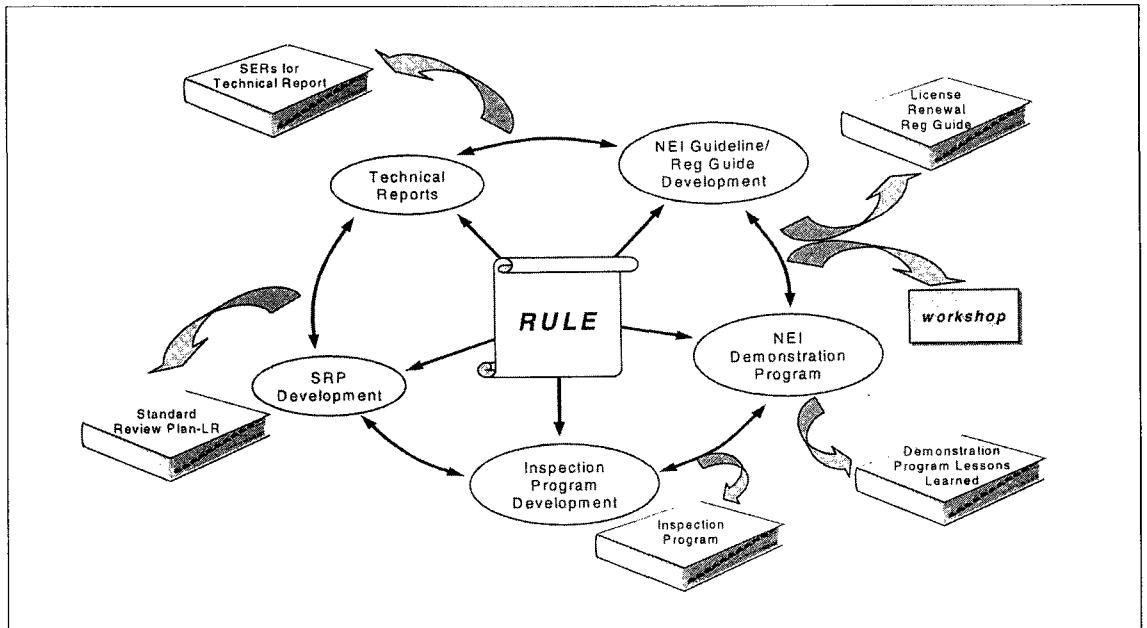 SERs for
Technical Report
License
Renewal
Reg Guide
NEI Guideline/
Reg Guide
Development
Technical
Reports
RULE
workshop
NEI
Demonstration
Program
SRP
Development
Standard
Review Plan-LR
Inspection
Program
Development
Demonstration
Program Lessons
Learned
Inspection
Program